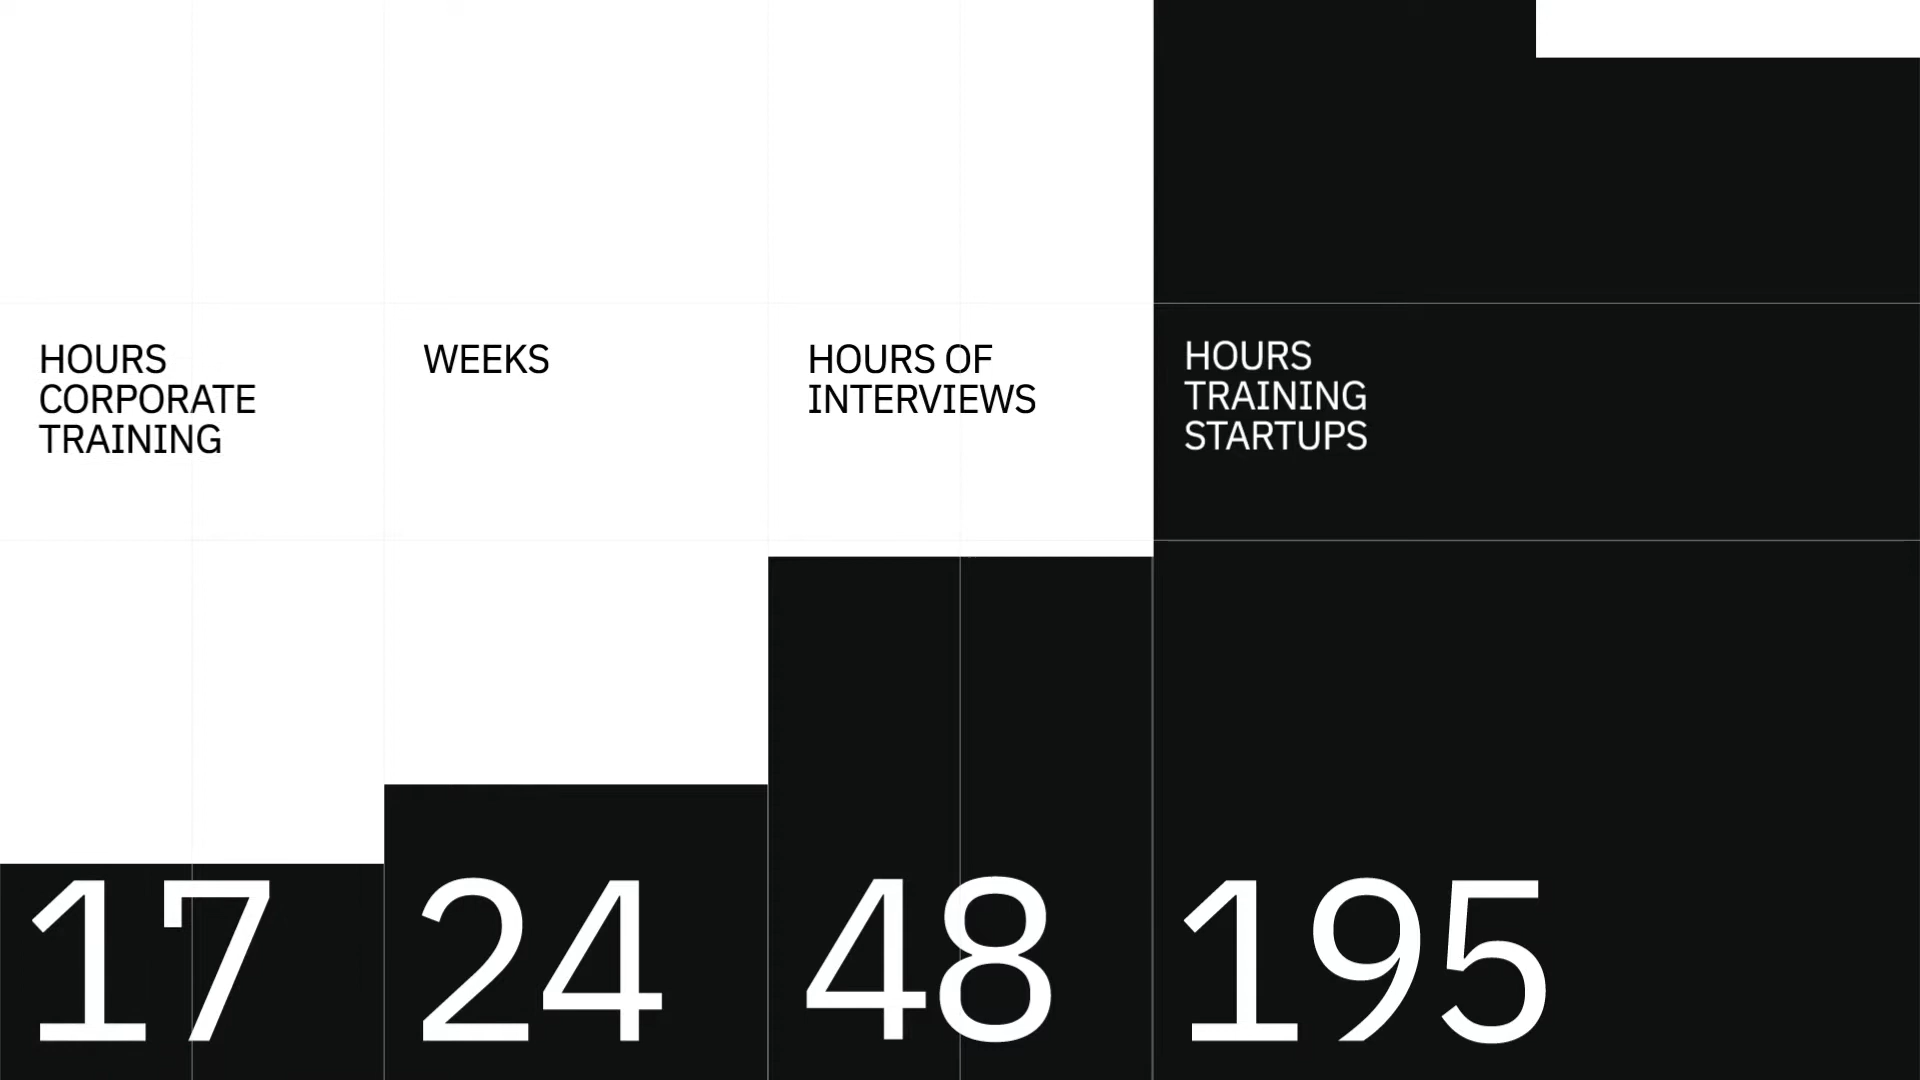 HOURS
CORPORATE
TRAINING
WEEKS
HOURS OF
INTERVIEWS
HOURS
TRAINING
STARTUPS
17
24
48
195